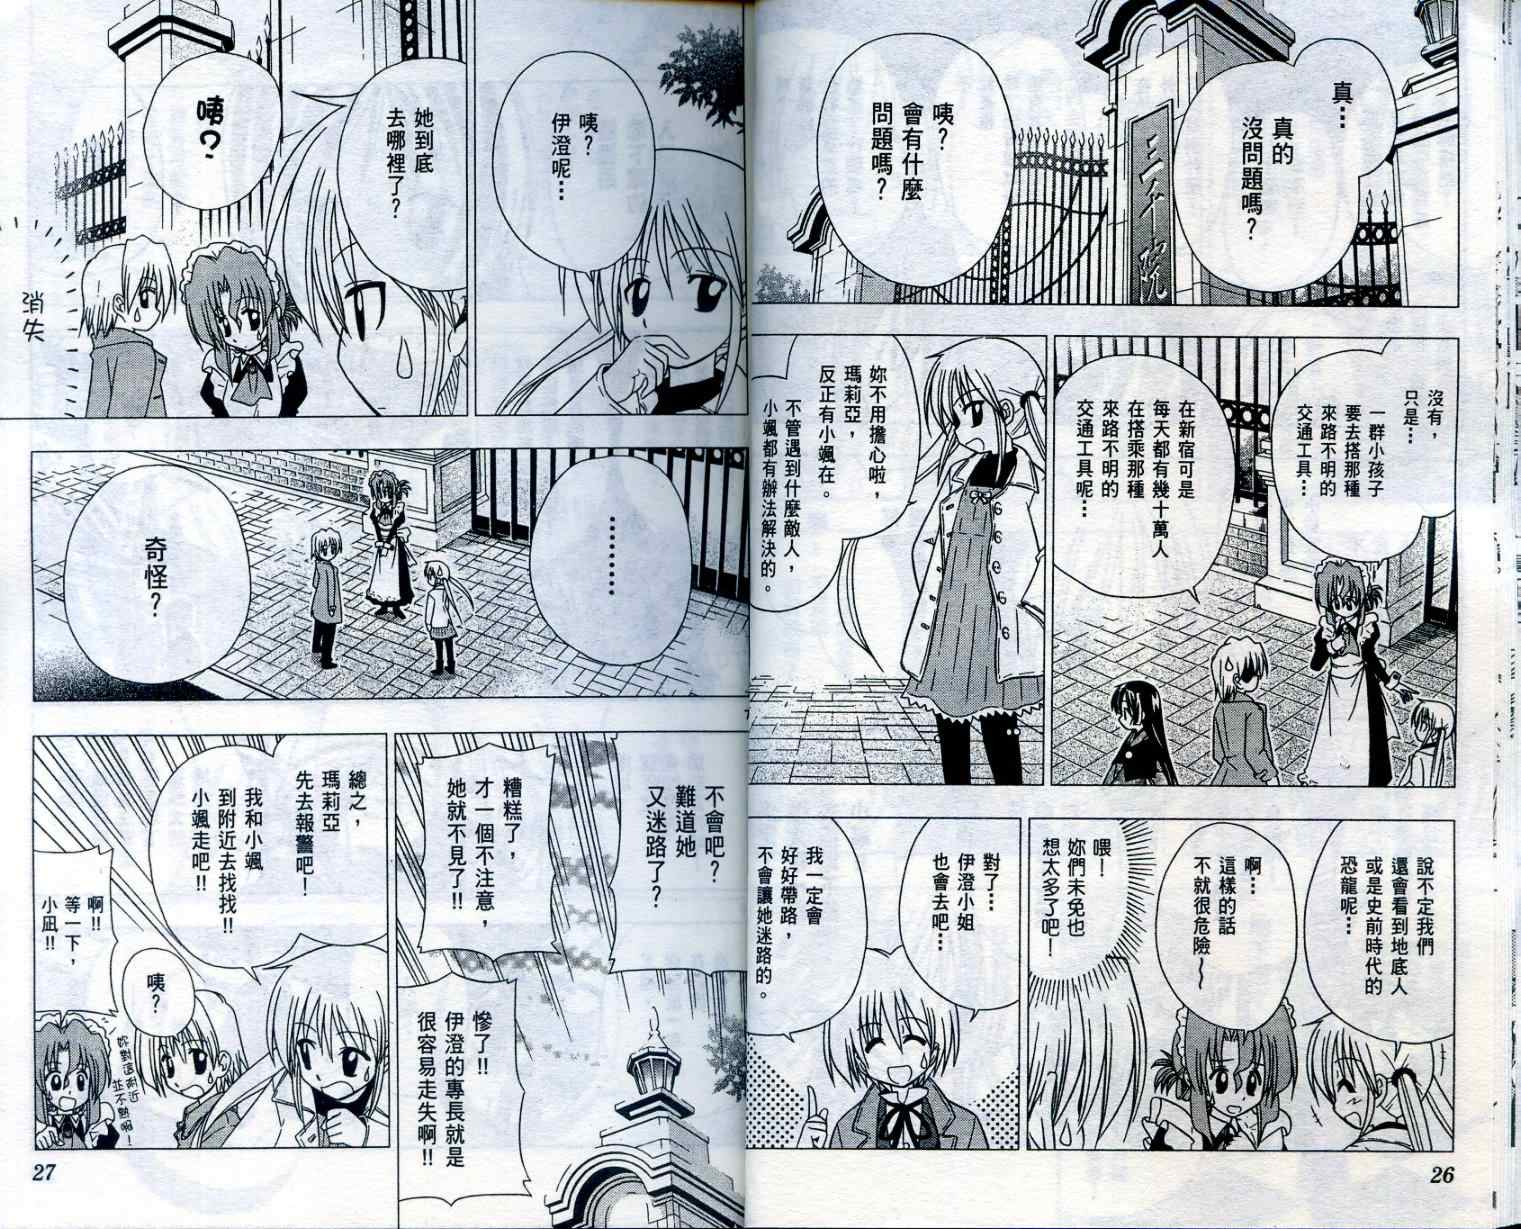 真…
真的
沒問題嗎？
咦？
會有什麼
問題嗎？
三千院
沒有，
只是…
一群小孩子
要去搭那種
來路不明的
交通工具…
在新宿可是
每天都有幾十萬人
在搭乘那種
來路不明的
交通工具呢…
妳不用擔心啦，
瑪莉亞，
反正有小颯在。
不管遇到什麼敵人，
小颯都有辦法解決的。
說不定我們
還會看到地底人
或是史前時代的
恐龍呢…
啊…
這樣的話
不就很危險～
喂！
妳們未免也
想太多了吧！
對了…
伊澄小姐
也會去吧…
我一定會
好好帶路，
不會讓她迷路的。
26
咦？
伊澄呢…
她到底
去哪裡了？
咦？
消失
………
奇怪？
不會吧？
難道她
又迷路了？
糟糕了，
才一個不注意，
她就不見了!!
慘了!!
伊澄的專長就是
很容易走失啊!!
總之，
瑪莉亞
先去報警吧！
我和小颯
到附近去找找!!
小颯走吧!!
咦？
啊!!
等一下，
小凪!!
妳對這附近
並不熟啊！
27